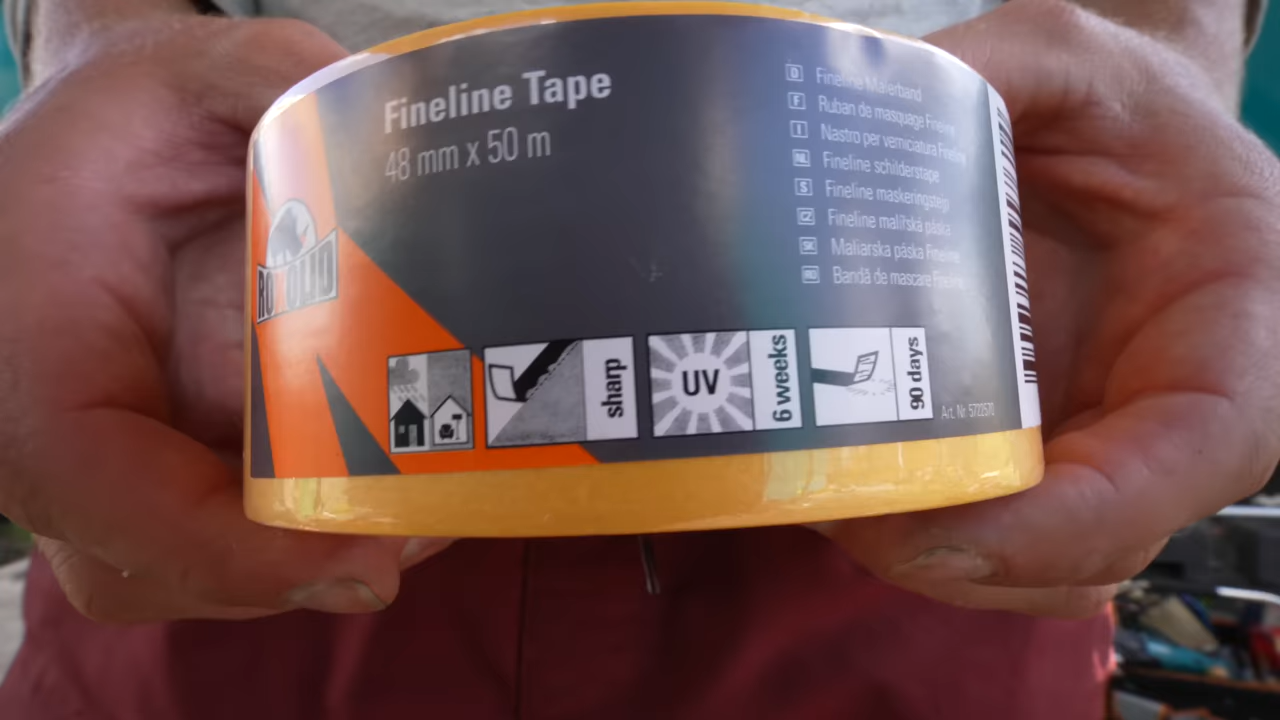 Fineline Tape
48 mm x 50 m
D Fineline Malerband
F Ruban de masquage Fineline
I Nastro per verniciatura Fineline
NL Fineline schilderstape
S Fineline maskeringstejp
CZ Fineline malířská páska
SK Maliarska páska Fineline
RO Bandă de mascare Fineline
sharp
UV
6 weeks
90 days
Art. Nr.